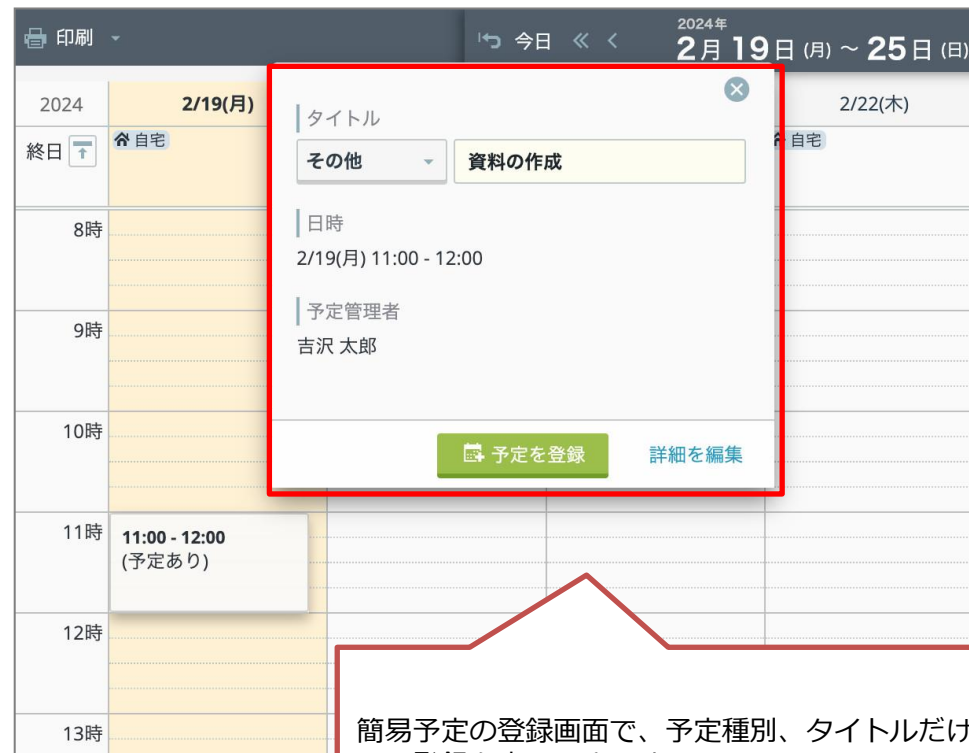 印刷
今日 《 〈
2024年
2月 19日 (月) ~ 25日 (日)
2024
2/19(月)
2/22(木)
終日
自宅
自宅
タイトル
その他
資料の作成
日時
2/19(月) 11:00 - 12:00
予定管理者
吉沢 太郎
予定を登録
詳細を編集
8時
9時
10時
11時
11:00 - 12:00
(予定あり)
12時
13時
簡易予定の登録画面で、予定種別、タイトルだけ